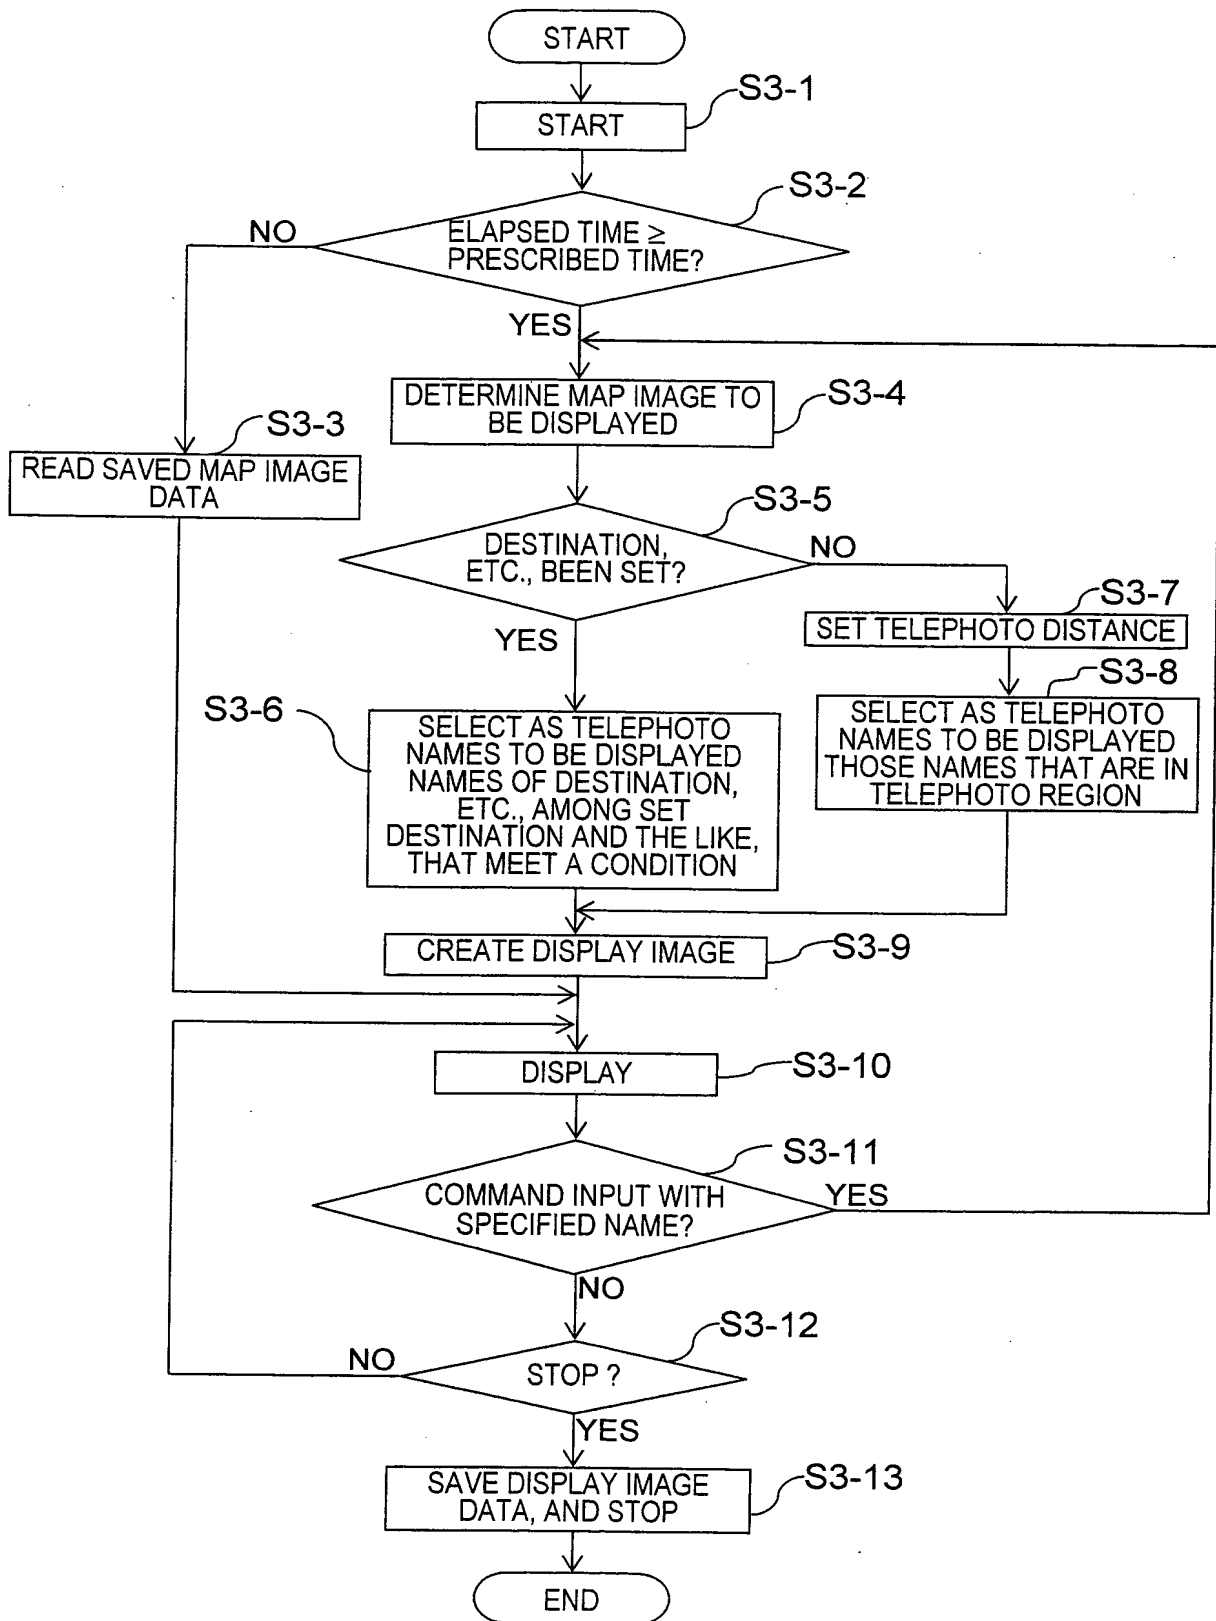 START
S3-1
START
S3-2
NO
ELAPSED TIME ≥
PRESCRIBED TIME?
YES
DETERMINE MAP IMAGE TO
BE DISPLAYED
S3-4
S3-3
READ SAVED MAP IMAGE
DATA
S3-5
DESTINATION,
ETC., BEEN SET?
NO
YES
S3-7
SET TELEPHOTO DISTANCE
S3-8
SELECT AS TELEPHOTO
NAMES TO BE DISPLAYED
THOSE NAMES THAT ARE IN
TELEPHOTO REGION
S3-6
SELECT AS TELEPHOTO
NAMES TO BE DISPLAYED
NAMES OF DESTINATION,
ETC., AMONG SET
DESTINATION AND THE LIKE,
THAT MEET A CONDITION
CREATE DISPLAY IMAGE
S3-9
DISPLAY
S3-10
S3-11
COMMAND INPUT WITH
SPECIFIED NAME?
YES
NO
S3-12
NO
STOP ?
YES
SAVE DISPLAY IMAGE
DATA, AND STOP
S3-13
END